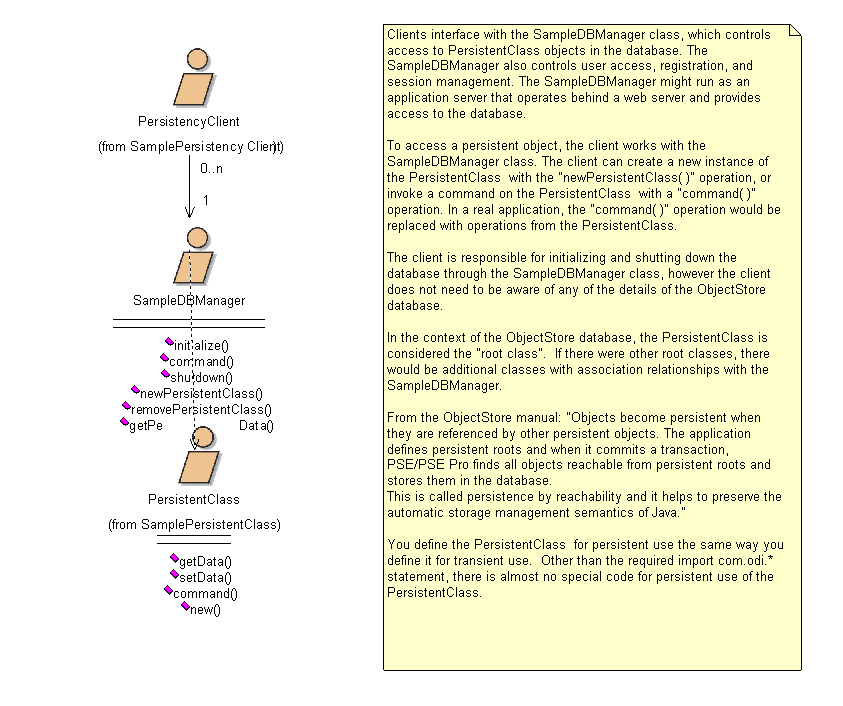 PersistencyClient
(from SamplePersistency Client)
0..n
1
SampleDBManager
initialize()
command()
shutdown()
newPersistentClass()
removePersistentClass()
getPe Data()
PersistentClass
(from SamplePersistentClass)
getData()
setData()
command()
new()
Clients interface with the SampleDBManager class, which controls
access to PersistentClass objects in the database. The
SampleDBManager also controls user access, registration, and
session management. The SampleDBManager might run as an
application server that operates behind a web server and provides
access to the database.
To access a persistent object, the client works with the
SampleDBManager class. The client can create a new instance of
the PersistentClass with the "newPersistentClass( )" operation, or
invoke a command on the PersistentClass with a "command( )"
operation. In a real application, the "command( )" operation would be
replaced with operations from the PersistentClass.
The client is responsible for initializing and shutting down the
database through the SampleDBManager class, however the client
does not need to be aware of any of the details of the ObjectStore
database.
In the context of the ObjectStore database, the PersistentClass is
considered the "root class". If there were other root classes, there
would be additional classes with association relationships with the
SampleDBManager.
From the ObjectStore manual: "Objects become persistent when
they are referenced by other persistent objects. The application
defines persistent roots and when it commits a transaction,
PSE/PSE Pro finds all objects reachable from persistent roots and
stores them in the database.
This is called persistence by reachability and it helps to preserve the
automatic storage management semantics of Java."
You define the PersistentClass for persistent use the same way you
define it for transient use. Other than the required import com.odi.*
statement, there is almost no special code for persistent use of the
PersistentClass.